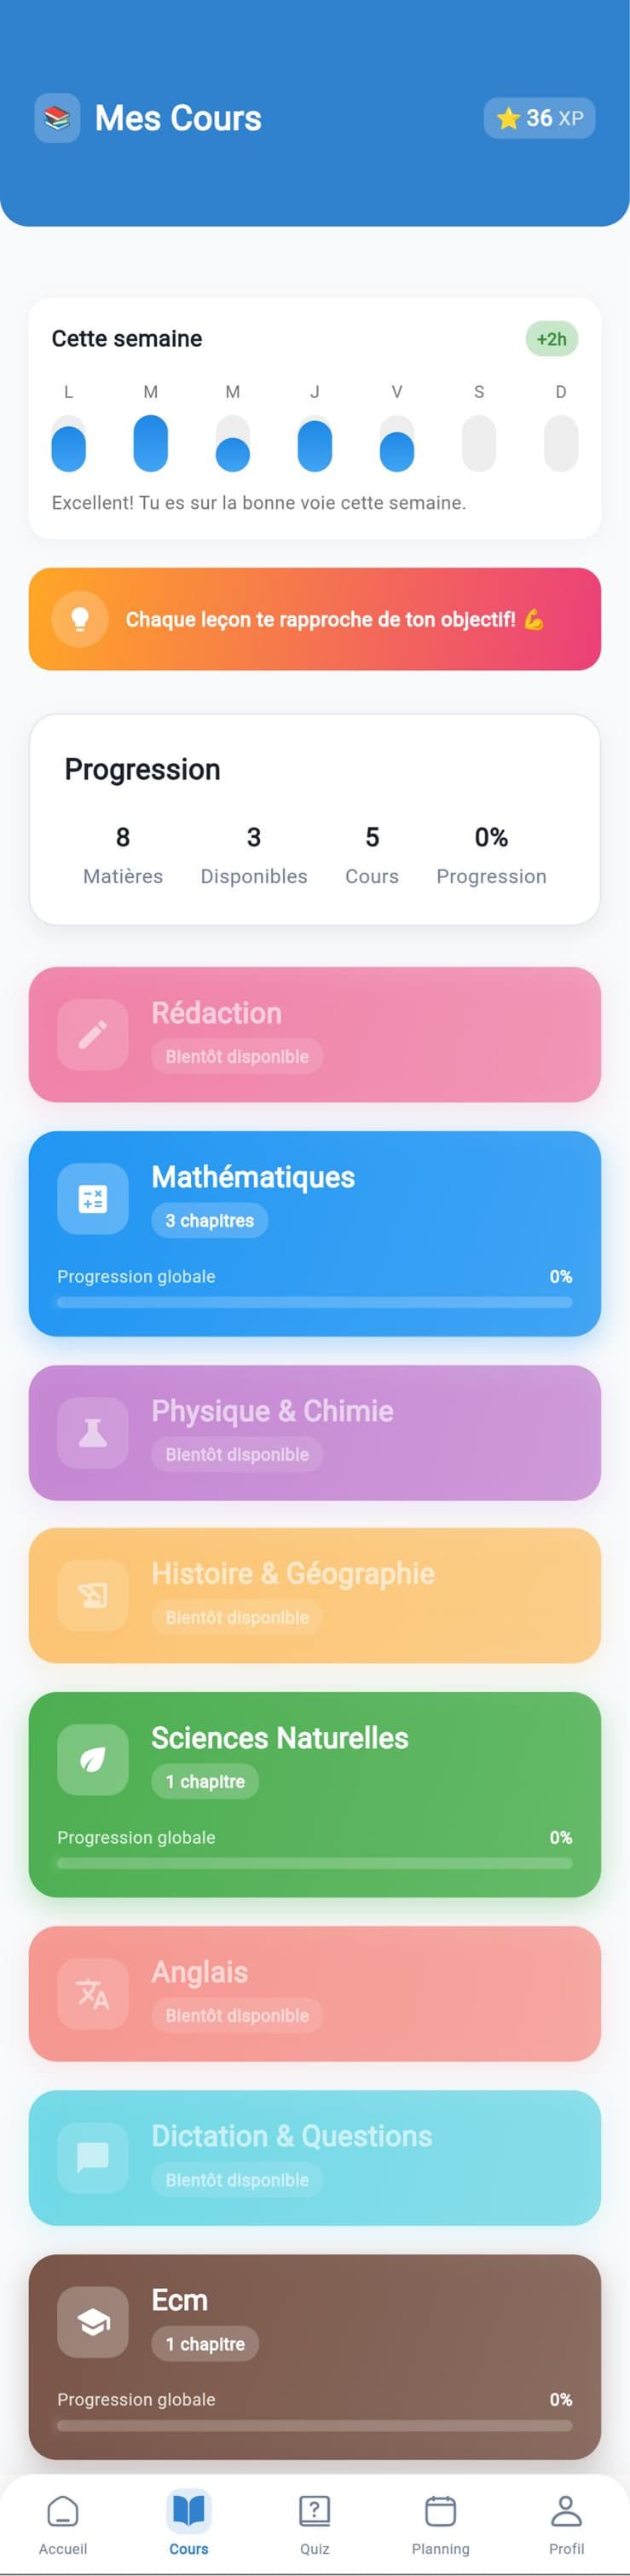 Mes Cours
36 XP
Cette semaine
+2h
L M M J V S D
Excellent! Tu es sur la bonne voie cette semaine.
Chaque leçon te rapproche de ton objectif! 💪
Progression
8 3 5 0%
Matières Disponibles Cours Progression
Rédaction
Bientôt disponible
Mathématiques
3 chapitres
Progression globale 0%
Physique & Chimie
Bientôt disponible
Histoire & Géographie
Bientôt disponible
Sciences Naturelles
1 chapitre
Progression globale 0%
Anglais
Bientôt disponible
Dictation & Questions
Bientôt disponible
Ecm
1 chapitre
Progression globale 0%
Accueil Cours Quiz Planning Profil